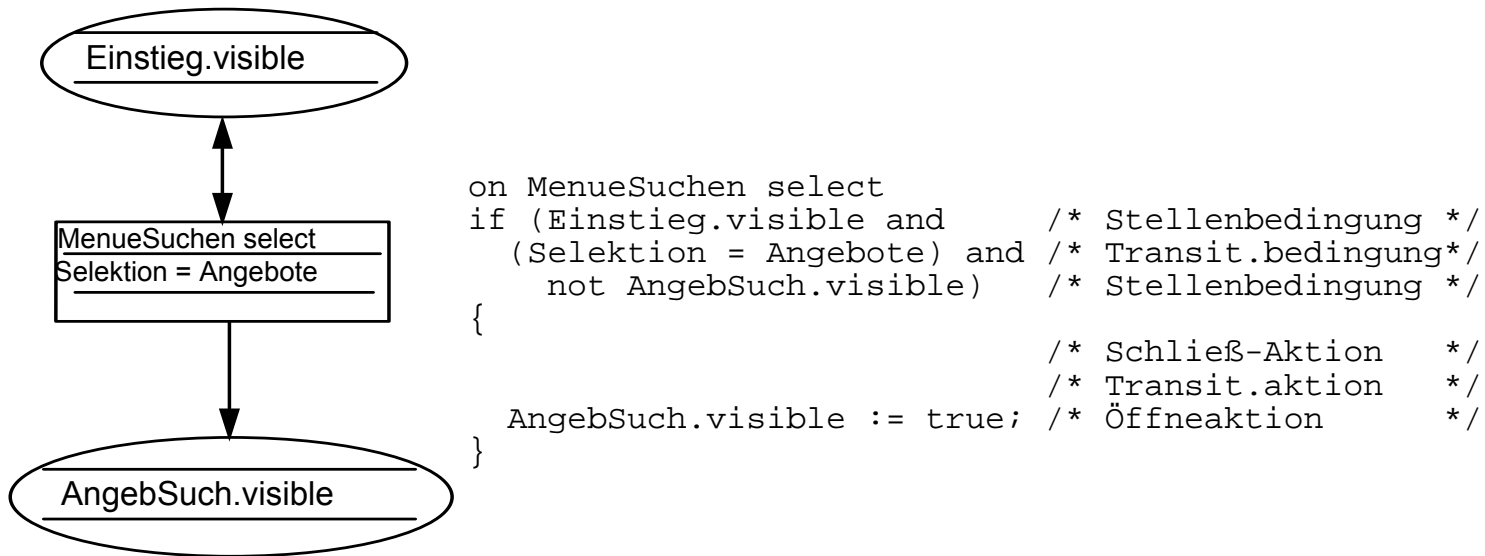 Einstieg.visible
MenueSuchen select
Selektion = Angebote
AngebSuch.visible
on MenueSuchen select
if (Einstieg.visible and /* Stellenbedingung */
(Selektion = Angebote) and /* Transit.bedingung*/
not AngebSuch.visible) /* Stellenbedingung */
{
/* Schließ-Aktion */
/* Transit.aktion */
AngebSuch.visible := true; /* Öffneaktion */
}